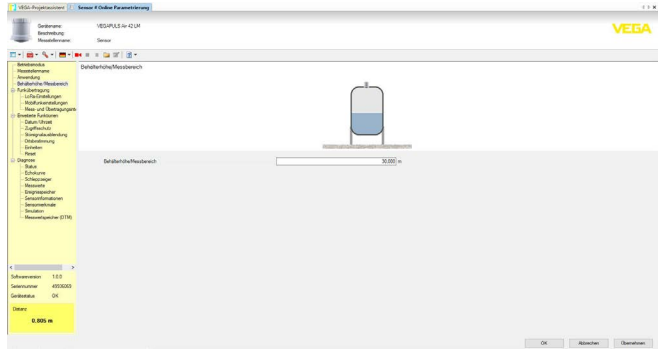 VEGA-Projektassistent
Sensor # Online Parametrierung
Gerätename: VEGAPULS Air 42 LM
Beschreibung:
Messstellenname: Sensor
VEGA
Betriebsmodus
Messstellenname
Anwendung
Behälterhöhe/Messbereich
Funkübertragung
LoRa-Einstellungen
Mobilfunkeinstellungen
Mess- und Übertragungsinte
Erweiterte Funktionen
Datum /Uhrzeit
Zugriffsschutz
Störsignalausblendung
Ortsbestimmung
Einheiten
Reset
Diagnose
Status
Echokurve
Schleppzeiger
Messwerte
Ereignisspeicher
Sensorinformationen
Sensormerkmale
Simulation
Messwertspeicher (DTM)
Behälterhöhe/Messbereich
Behälterhöhe/Messbereich 30,000 m
Softwareversion 1.0.0
Seriennummer 49506065
Gerätestatus OK
Distanz
0,805 m
OK
Abbrechen
Übernehmen